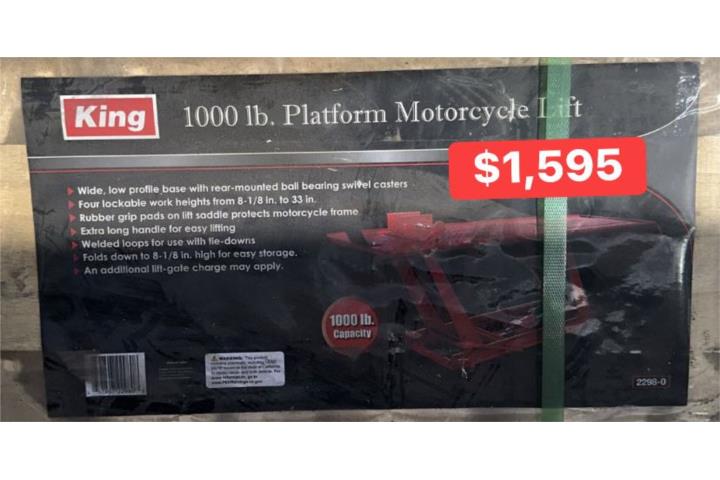 King
1000 lb. Platform Motorcycle Lift
$1,595
Wide, low profile base with rear-mounted ball bearing swivel casters
Four lockable work heights from 8-1/8 in. to 33 in.
Rubber grip pads on lift saddle protects motorcycle frame
Extra long handle for easy lifting
Welded loops for use with tie-downs
Folds down to 8-1/8 in. high for easy storage.
An additional lift-gate charge may apply.
1000 lb.
Capacity
WARNING: This product
2298-0